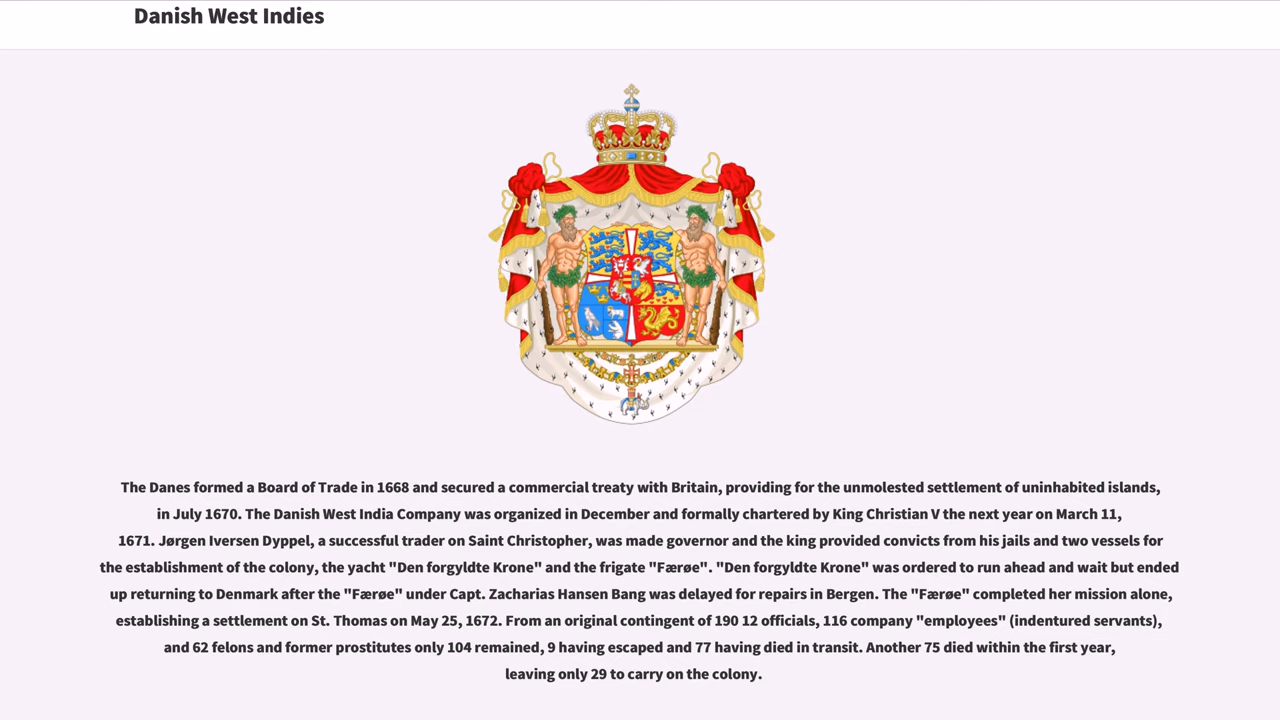 Danish West Indies
The Danes formed a Board of Trade in 1668 and secured a commercial treaty with Britain, providing for the unmolested settlement of uninhabited islands,
in July 1670. The Danish West India Company was organized in December and formally chartered by King Christian V the next year on March 11,
1671. Jørgen Iversen Dyppel, a successful trader on Saint Christopher, was made governor and the king provided convicts from his jails and two vessels for
the establishment of the colony, the yacht "Den forgyldte Krone" and the frigate "Færøe". "Den forgyldte Krone" was ordered to run ahead and wait but ended
up returning to Denmark after the "Færøe" under Capt. Zacharias Hansen Bang was delayed for repairs in Bergen. The "Færøe" completed her mission alone,
establishing a settlement on St. Thomas on May 25, 1672. From an original contingent of 190 12 officials, 116 company "employees" (indentured servants),
and 62 felons and former prostitutes only 104 remained, 9 having escaped and 77 having died in transit. Another 75 died within the first year,
leaving only 29 to carry on the colony.